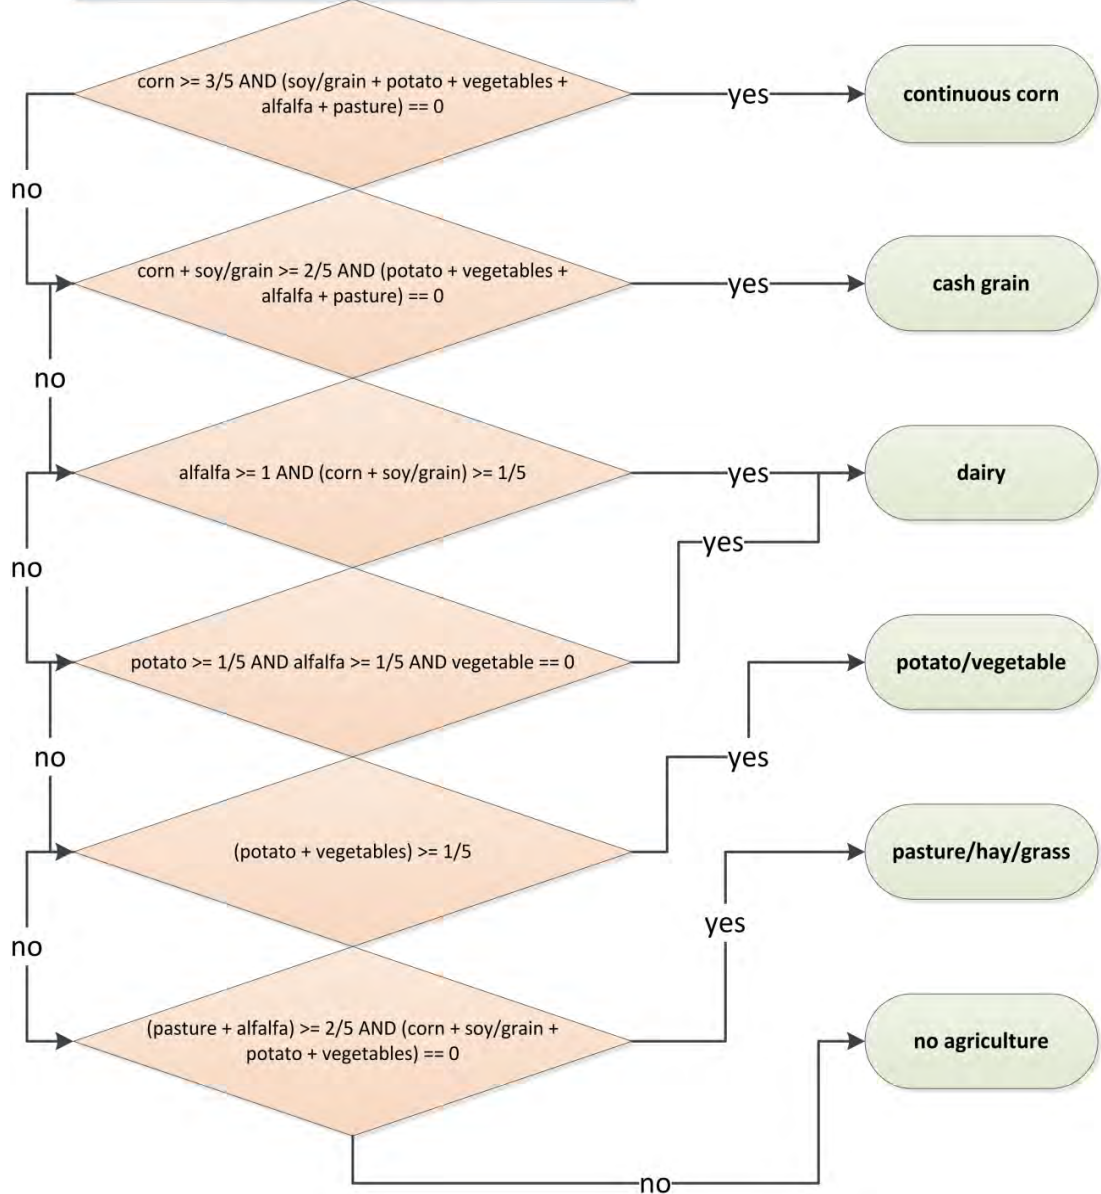 corn >= 3/5 AND (soy/grain + potato + vegetables +
alfalfa + pasture) == 0
yes
continuous corn
no
corn + soy/grain >= 2/5 AND (potato + vegetables +
alfalfa + pasture) == 0
yes
cash grain
no
alfalfa >= 1 AND (corn + soy/grain) >= 1/5
yes
dairy
yes
no
potato >= 1/5 AND alfalfa >= 1/5 AND vegetable == 0
potato/vegetable
no
yes
(potato + vegetables) >= 1/5
pasture/hay/grass
yes
no
(pasture + alfalfa) >= 2/5 AND (corn + soy/grain +
potato + vegetables) == 0
no agriculture
no